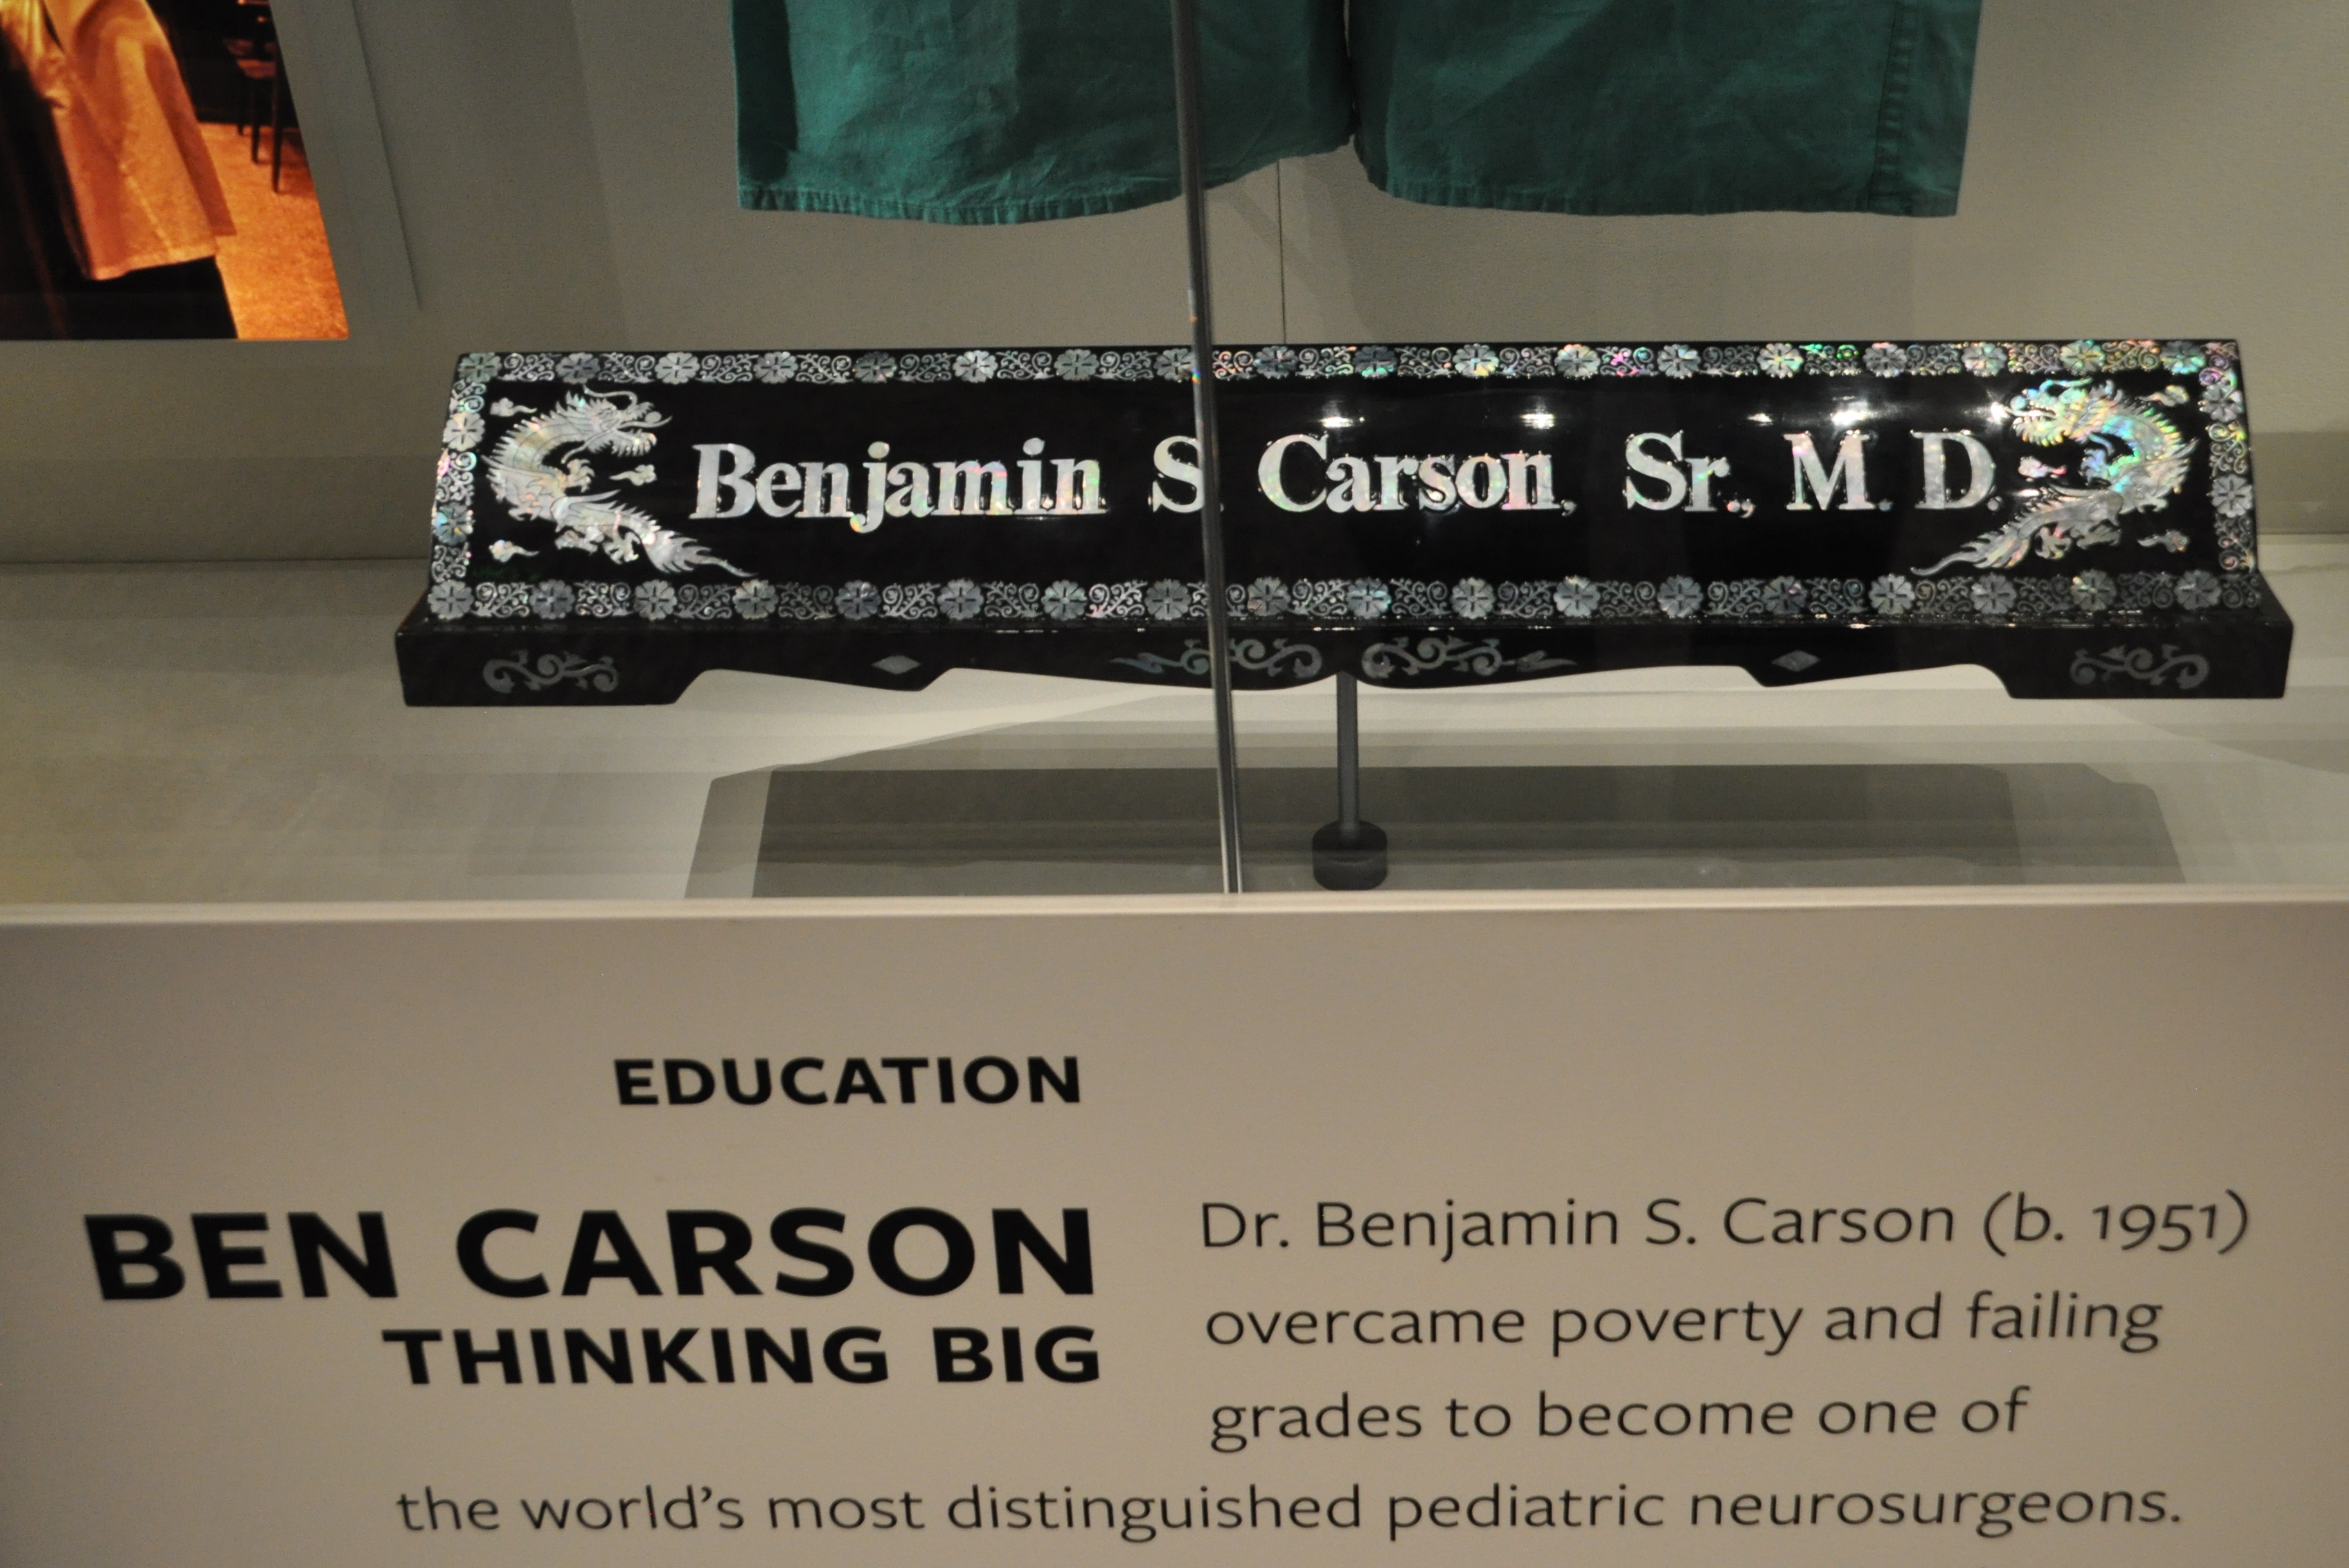 Benjamin S. Carson, Sr., M.D.
EDUCATION
BEN CARSON
THINKING BIG
Dr. Benjamin S. Carson (b. 1951)
overcame poverty and failing
grades to become one of
the world's most distinguished pediatric neurosurgeons.